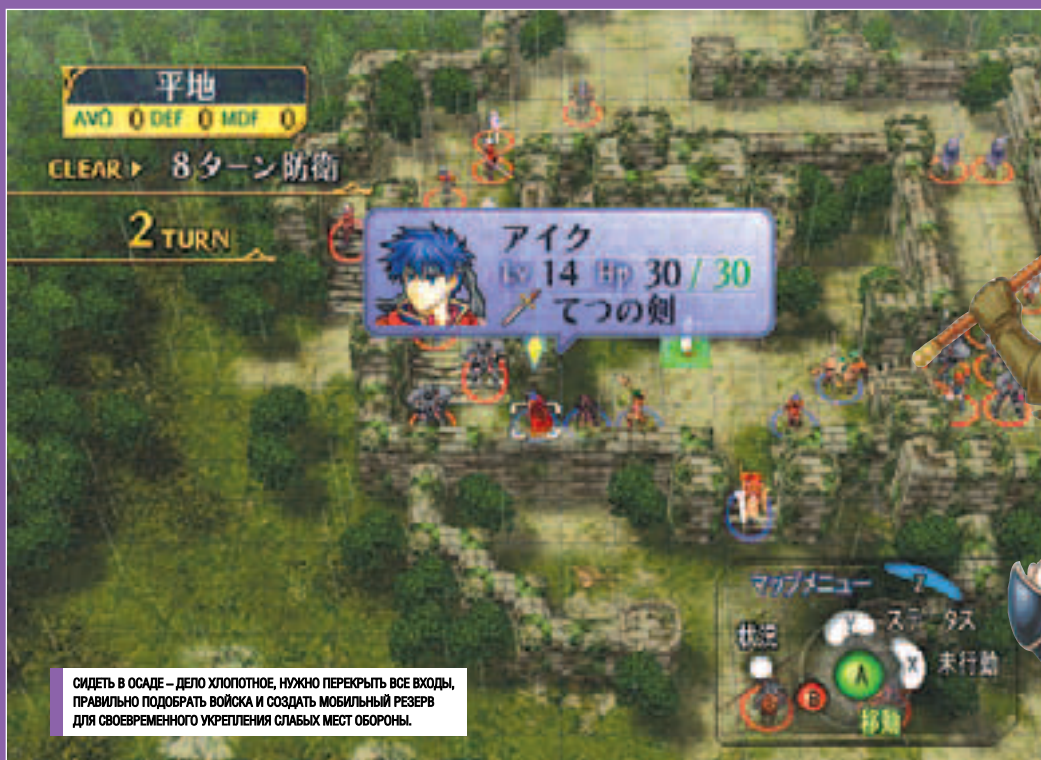 平地
AVO 0 DEF 0 MDF 0
CLEAR ▶ 8ターン防衛
2 TURN
アイク
Lv 14 Hp 30 / 30
てつの剣
マップメニュー
Z
状況
Y
ステータス
X
未行動
A
B
移動
СИДЕТЬ В ОСАДЕ – ДЕЛО ХЛОПОТНОЕ, НУЖНО ПЕРЕКРЫТЬ ВСЕ ВХОДЫ,
ПРАВИЛЬНО ПОДОБРАТЬ ВОЙСКА И СОЗДАТЬ МОБИЛЬНЫЙ РЕЗЕРВ
ДЛЯ СВОЕВРЕМЕННОГО УКРЕПЛЕНИЯ СЛАБЫХ МЕСТ ОБОРОНЫ.